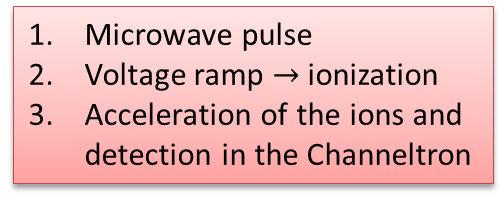 1. Microwave pulse
2. Voltage ramp → ionization
3. Acceleration of the ions and
detection in the Channeltron